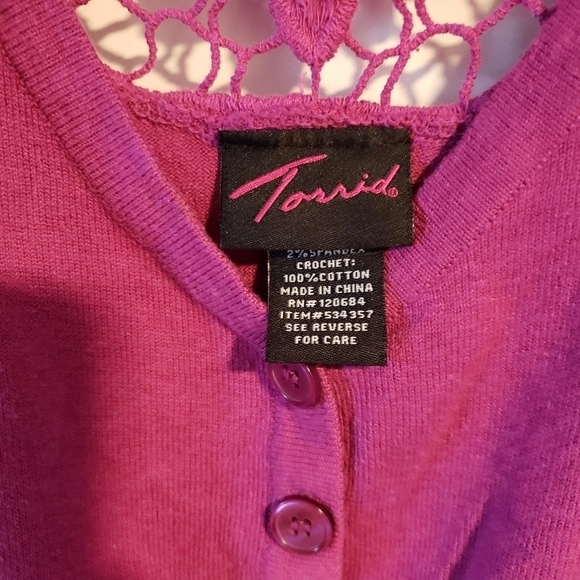 Torrid®
2% SPANDEX
CROCHET:
100% COTTON
MADE IN CHINA
RN#120684
ITEM#534357
SEE REVERSE
FOR CARE